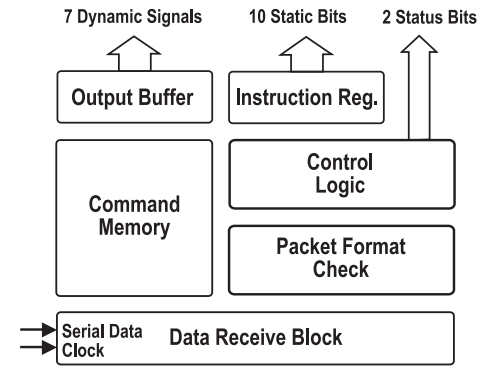 7 Dynamic Signals
10 Static Bits
2 Status Bits
Output Buffer
Instruction Reg.
Command
Memory
Control
Logic
Packet Format
Check
Serial Data
Clock
Data Receive Block